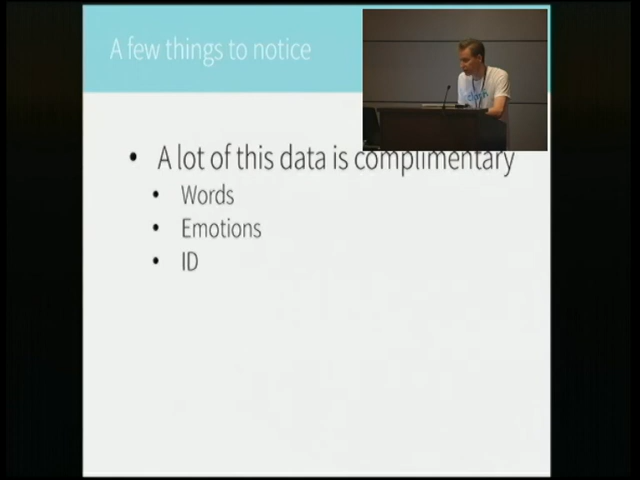 A few things to notice
• A lot of this data is complimentary
• Words
• Emotions
• ID